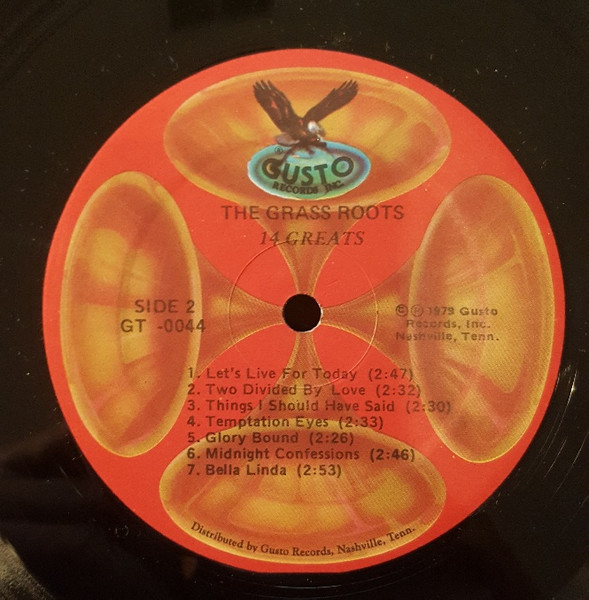 GUSTO
RECORDS INC.
THE GRASS ROOTS
14 GREATS
SIDE 2
GT -0044
© ℗ 1979 Gusto
Records, Inc.
Nashville, Tenn.
1. Let's Live For Today (2:47)
2. Two Divided By Love (2:32)
3. Things I Should Have Said (2:30)
4. Temptation Eyes (2:33)
5. Glory Bound (2:26)
6. Midnight Confessions (2:46)
7. Bella Linda (2:53)
Distributed by Gusto Records, Nashville, Tenn.